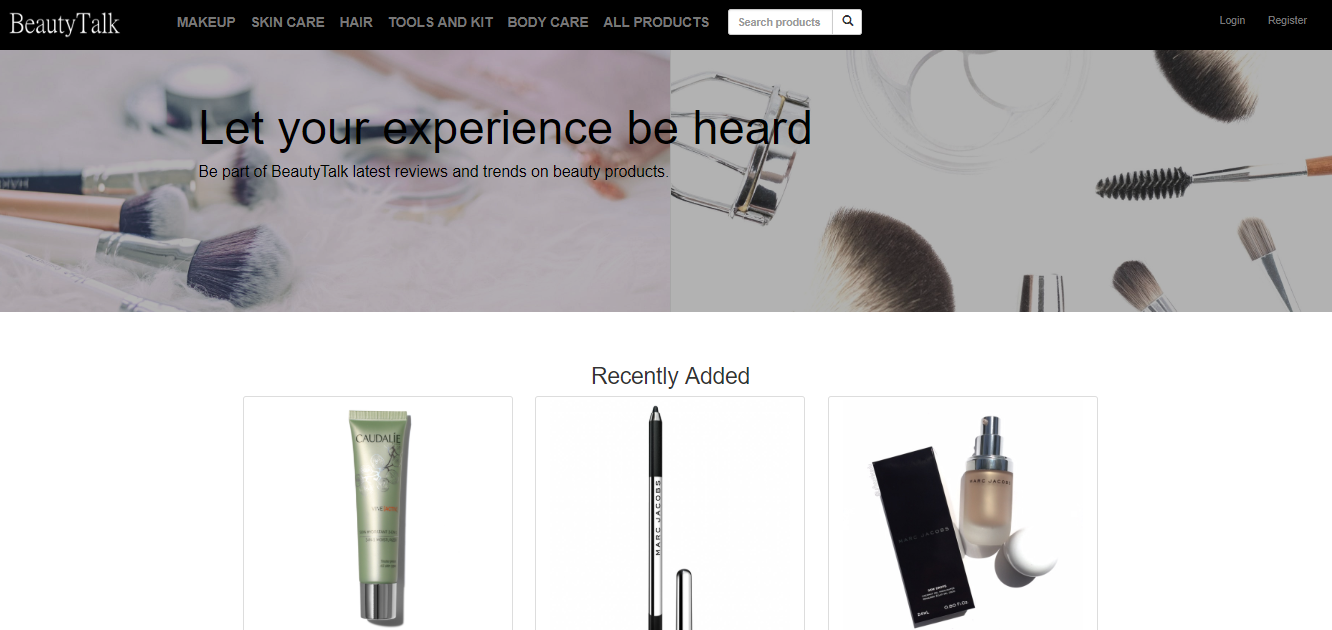 BeautyTalk
MAKEUP SKIN CARE HAIR TOOLS AND KIT BODY CARE ALL PRODUCTS Search products Login Register
Let your experience be heard
Be part of BeautyTalk latest reviews and trends on beauty products.
Recently Added
CAUDALIE
MARC JACOBS
MARC JACOBS
MARC JACOBS